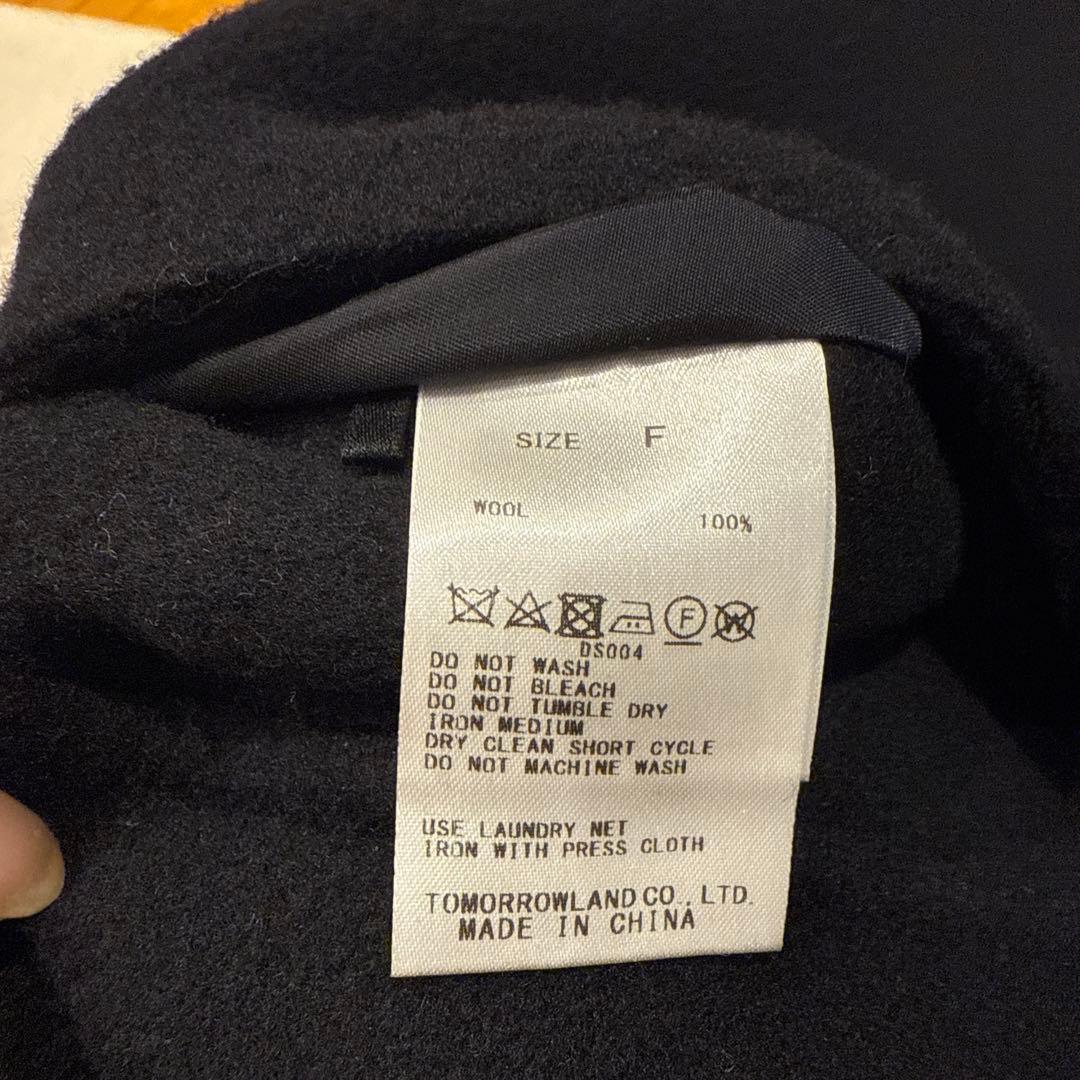 SIZE F
WOOL 100%
F W
DS004
DO NOT WASH
DO NOT BLEACH
DO NOT TUMBLE DRY
IRON MEDIUM
DRY CLEAN SHORT CYCLE
DO NOT MACHINE WASH
USE LAUNDRY NET
IRON WITH PRESS CLOTH
TOMORROWLAND CO., LTD.
MADE IN CHINA